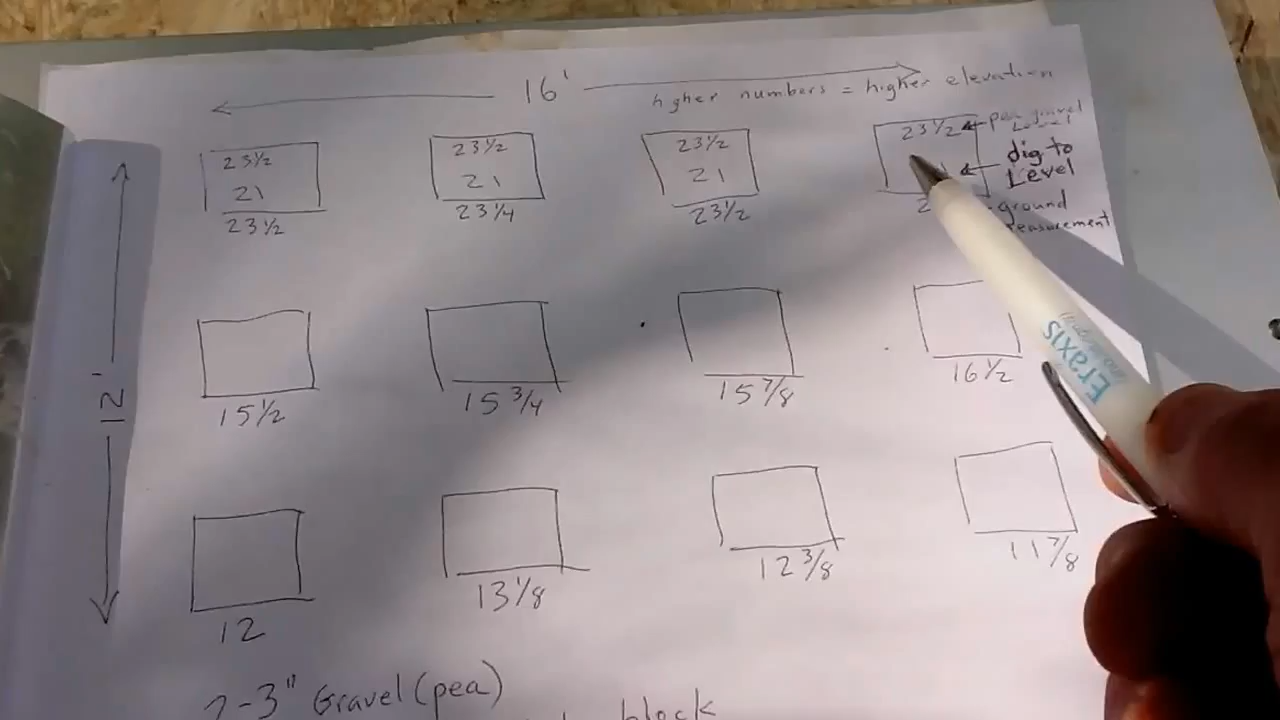 16'
higher numbers = higher elevation
23½ 23½ 23½ 23½ ← pea gravel Level
21 21 21 ← dig to Level
23½ 23¼ 23½ ground measurement
12'
15½ 15¾ 15⅞ 16½
12 13⅛ 12⅜ 11⅞
2-3" Gravel (pea)
block
Eraxis